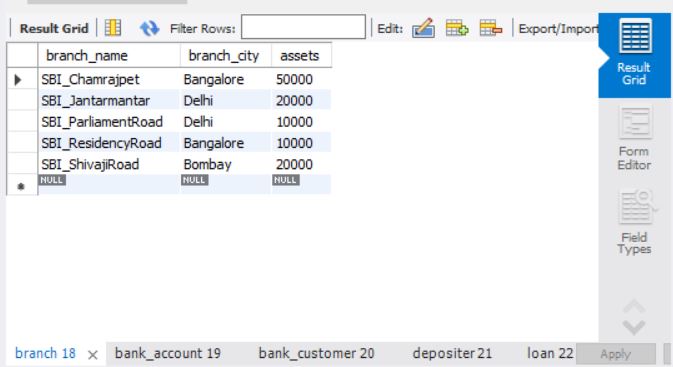 Result Grid Filter Rows: Edit: Export/Import
branch_name branch_city assets
SBI_Chamrajpet Bangalore 50000
SBI_Jantarmantar Delhi 20000
SBI_ParliamentRoad Delhi 10000
SBI_ResidencyRoad Bangalore 10000
SBI_ShivajiRoad Bombay 20000
NULL NULL NULL
Result
Grid
Form
Editor
Field
Types
branch 18 bank_account 19 bank_customer 20 depositer 21 loan 22 Apply